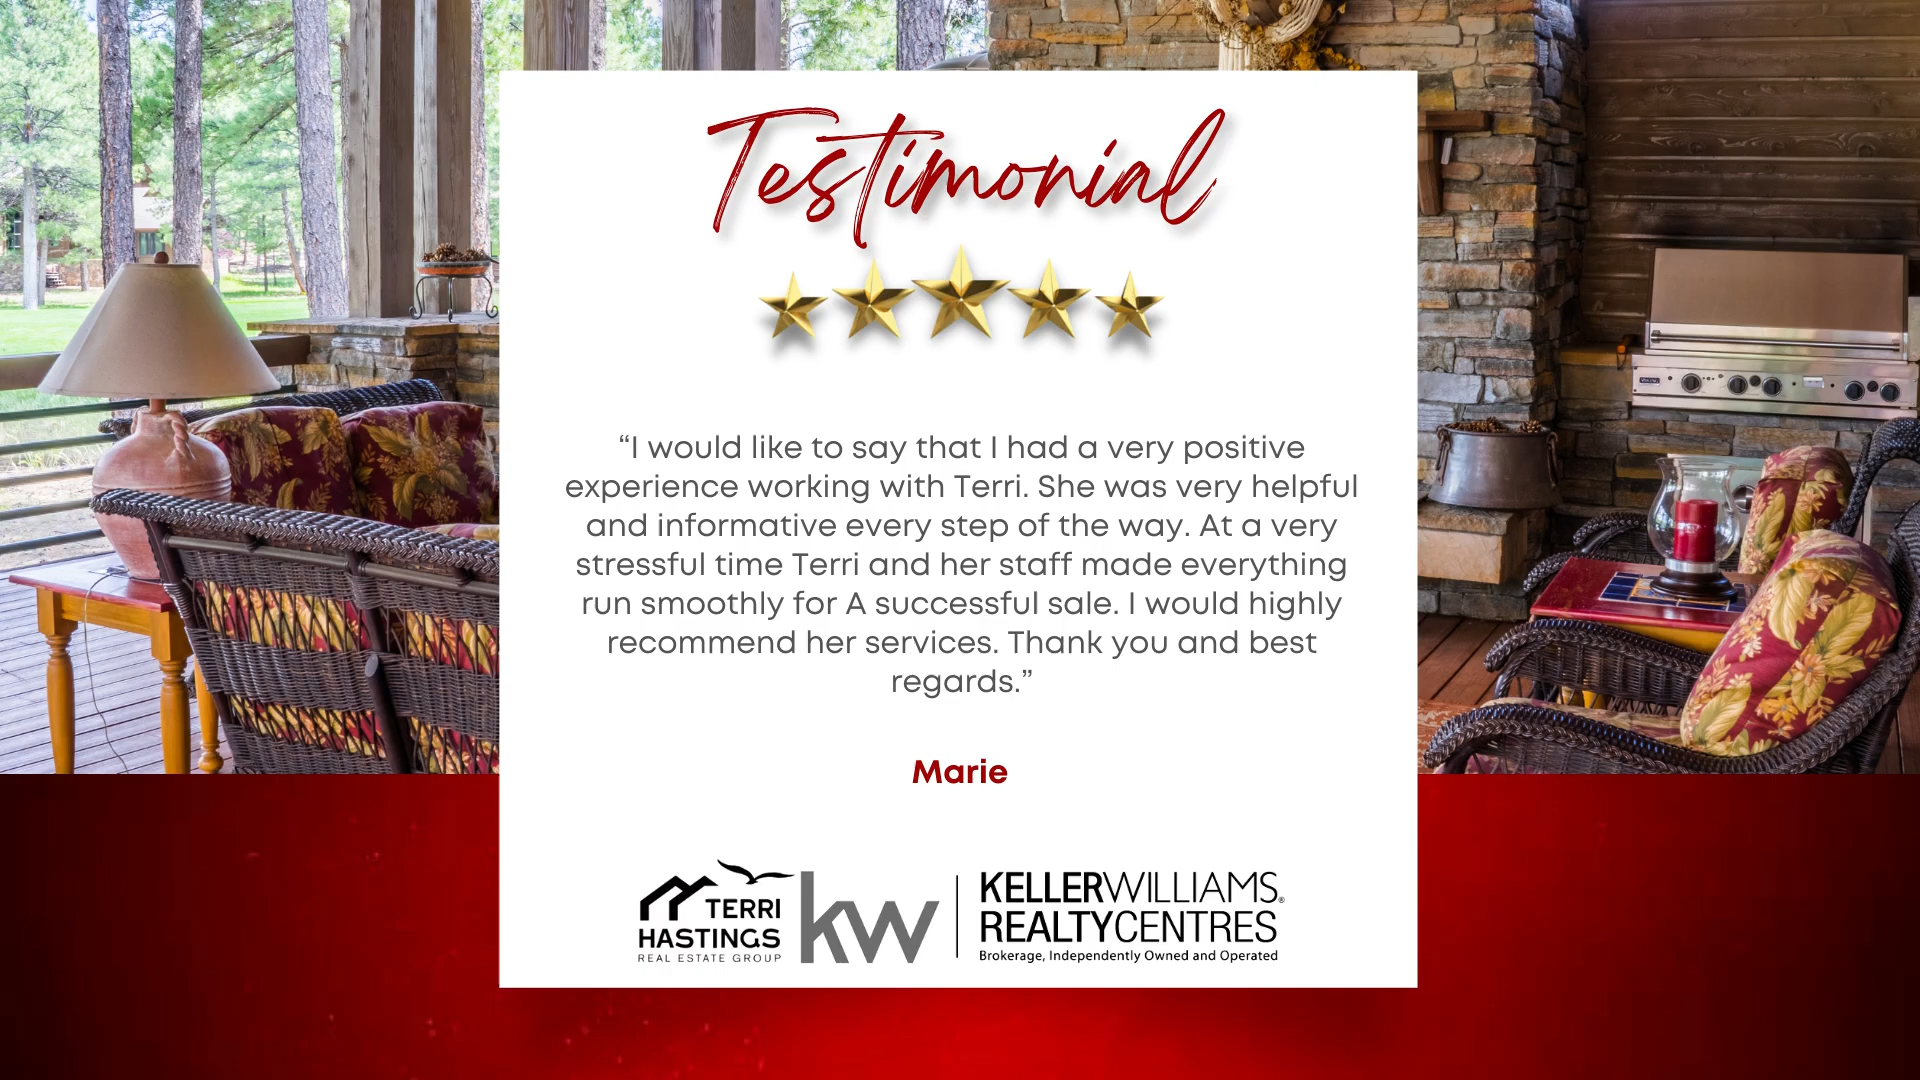 Testimonial
“I would like to say that I had a very positive
experience working with Terri. She was very helpful
and informative every step of the way. At a very
stressful time Terri and her staff made everything
run smoothly for A successful sale. I would highly
recommend her services. Thank you and best
regards.”
Marie
TERRI
HASTINGS
REAL ESTATE GROUP
kw
KELLERWILLIAMS®
REALTYCENTRES
Brokerage, Independently Owned and Operated